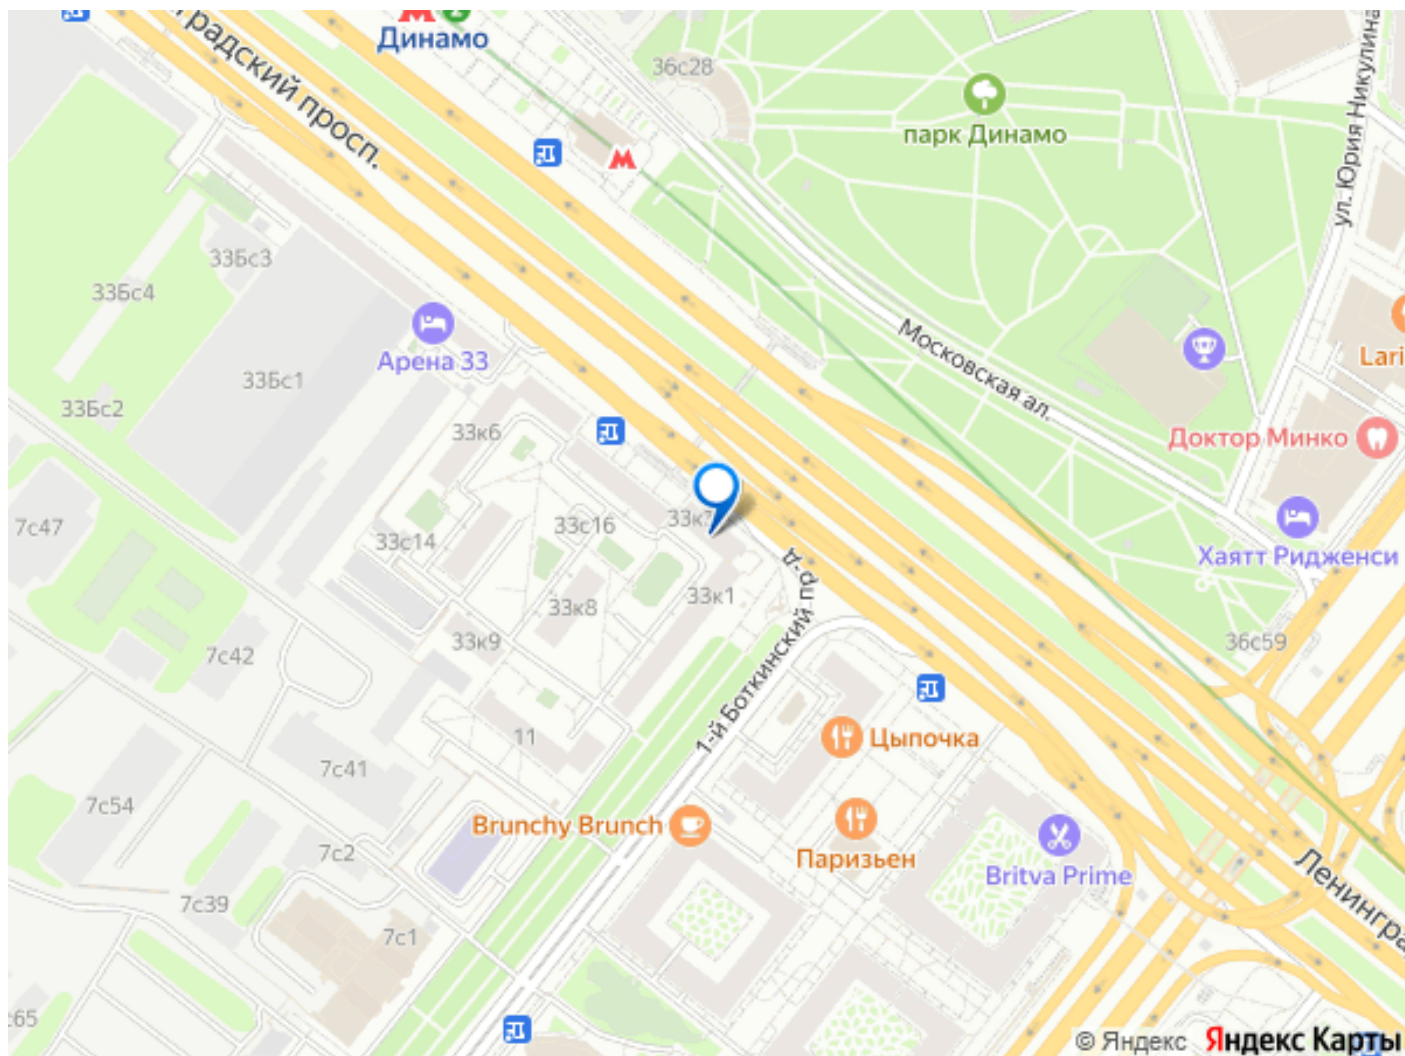 Динамо
градский просп.
36с28
парк Динамо
ул. Юрия Никулина
33Бс3
33Бс4
Арена 33
33Бс1
33Бс2
Московская ал.
Lari
Доктор Минко
33к6
7с47
33с14
33с16
33к
Хаятт Ридженси
33к8
33к1
1-й Боткинский пр-д
33к9
7с42
36с59
11
Цыпочка
7с41
7с54
Brunchy Brunch
Паризьен
Britva Prime
Ленингра
7с2
7с39
7с1
с65
© Яндекс Яндекс Карты